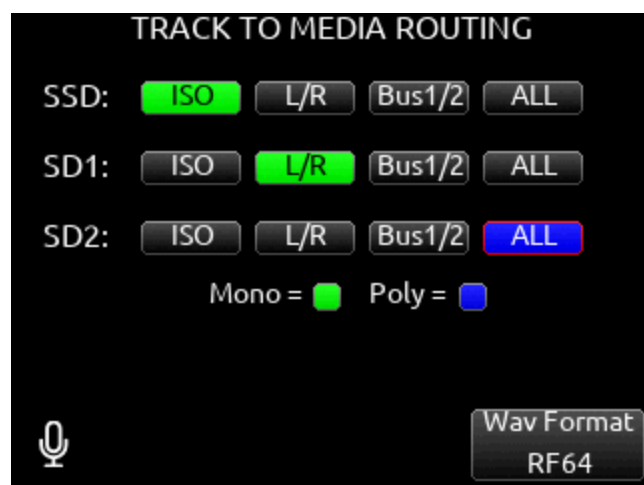 TRACK TO MEDIA ROUTING
SSD: ISO L/R Bus1/2 ALL
SD1: ISO L/R Bus1/2 ALL
SD2: ISO L/R Bus1/2 ALL
Mono = Poly =
Wav Format
RF64